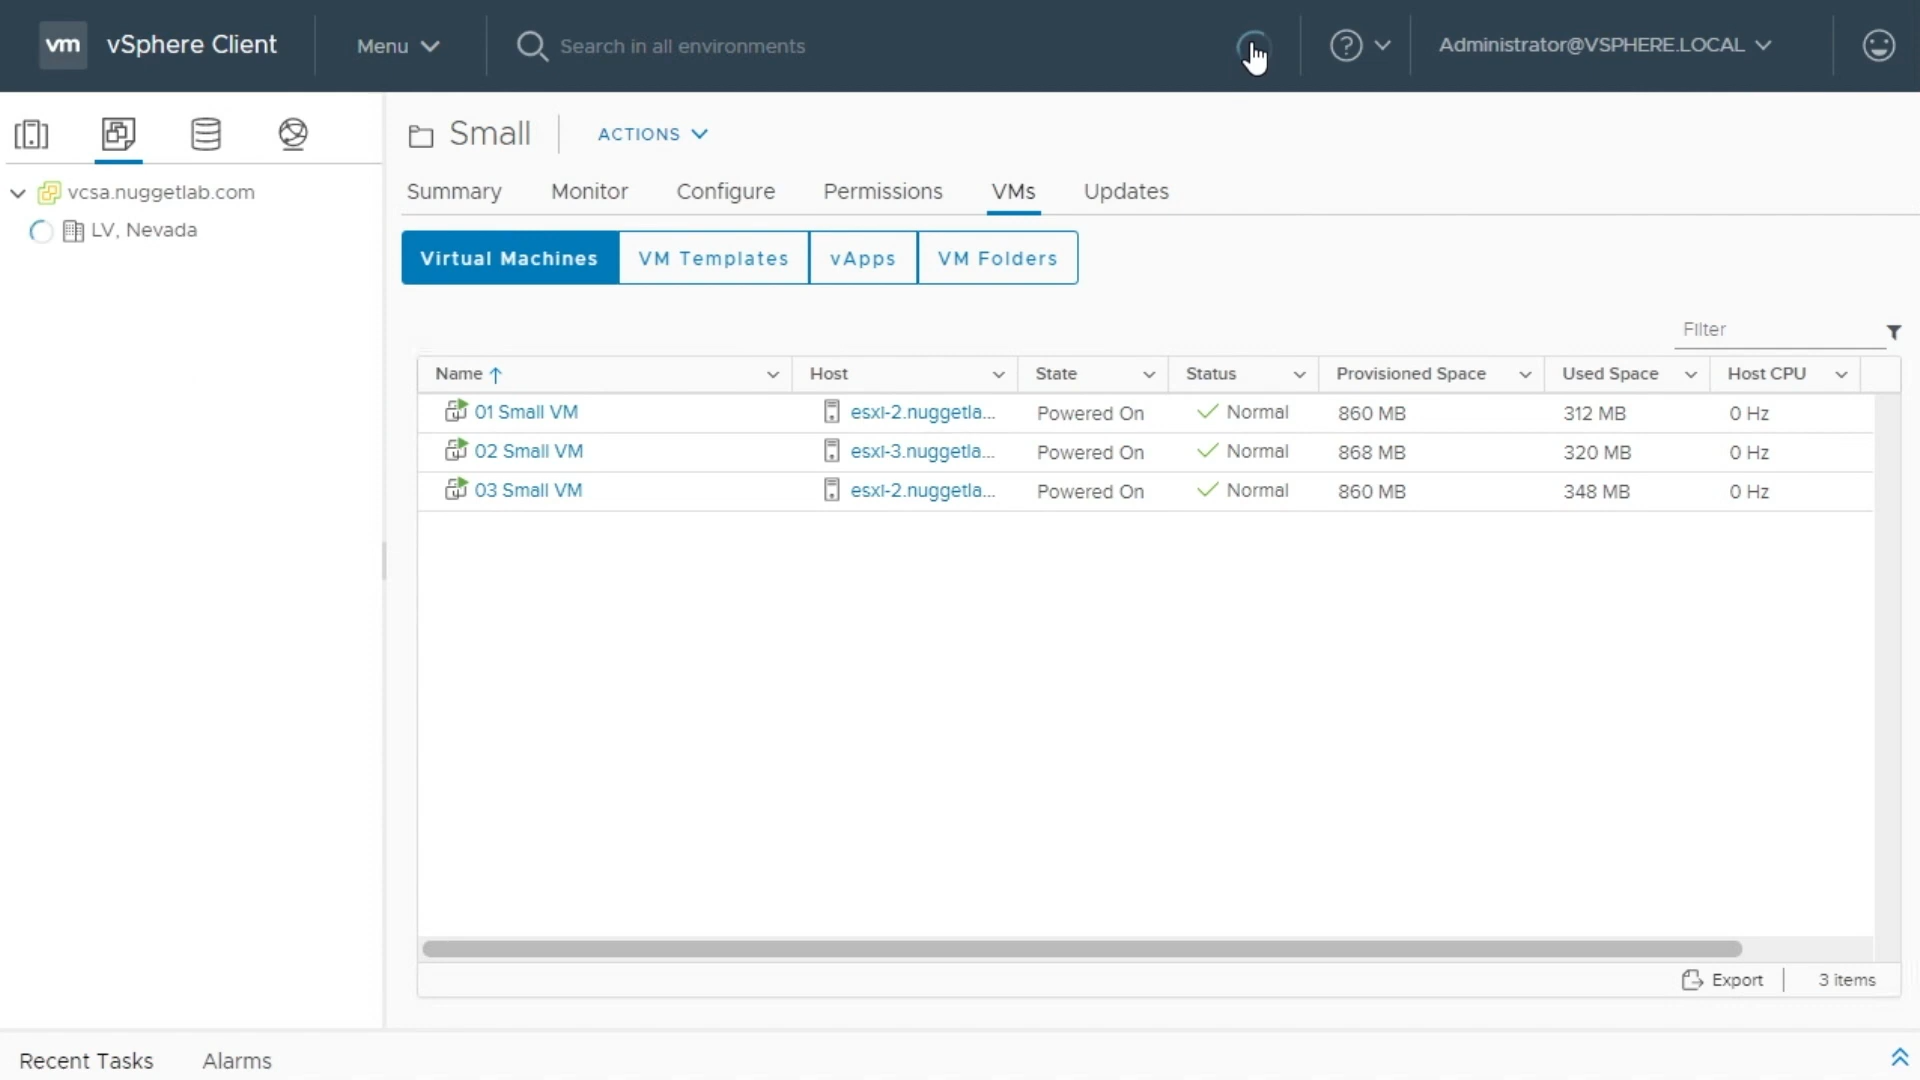 vm vSphere Client Menu Search in all environments ? Administrator@VSPHERE.LOCAL
Small ACTIONS
Summary Monitor Configure Permissions VMs Updates
vcsa.nuggetlab.com
LV, Nevada
Virtual Machines VM Templates vApps VM Folders
Filter
Name Host State Status Provisioned Space Used Space Host CPU
01 Small VM esxi-2.nuggetla... Powered On Normal 860 MB 312 MB 0 Hz
02 Small VM esxi-3.nuggetla... Powered On Normal 868 MB 320 MB 0 Hz
03 Small VM esxi-2.nuggetla... Powered On Normal 860 MB 348 MB 0 Hz
Export 3 items
Recent Tasks Alarms